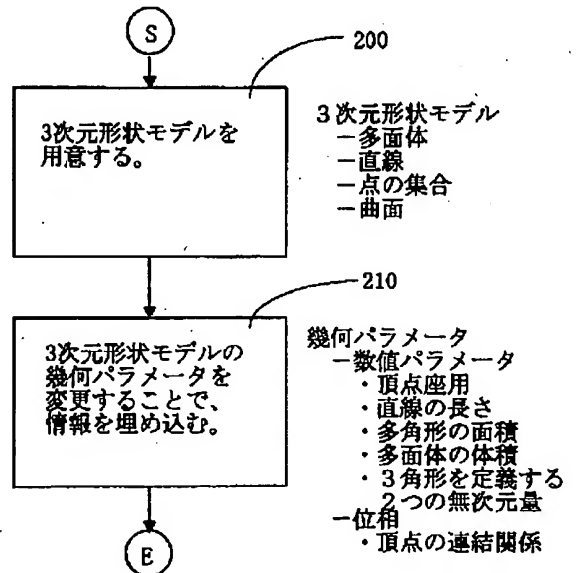 S
200
3次元形状モデルを
用意する。
3次元形状モデル
－多面体
－直線
－点の集合
－曲面
210
3次元形状モデルの
幾何パラメータを
変更することで、
情報を埋め込む。
幾何パラメータ
－数値パラメータ
・頂点座用
・直線の長さ
・多角形の面積
・多面体の体積
・3角形を定義する
2つの無次元量
－位相
・頂点の連結関係
E